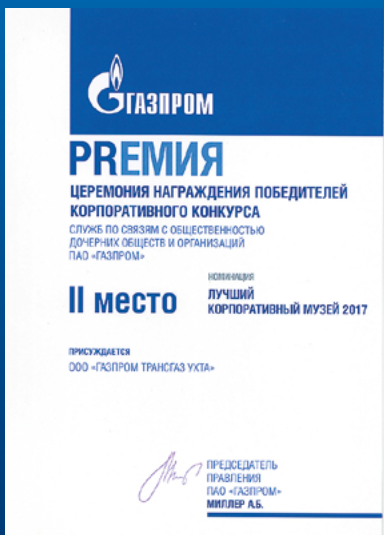 ГАЗПРОМ
PRЕМИЯ
ЦЕРЕМОНИЯ НАГРАЖДЕНИЯ ПОБЕДИТЕЛЕЙ
КОРПОРАТИВНОГО КОНКУРСА
СЛУЖБ ПО СВЯЗЯМ С ОБЩЕСТВЕННОСТЬЮ
ДОЧЕРНИХ ОБЩЕСТВ И ОРГАНИЗАЦИЙ
ПАО «ГАЗПРОМ»
НОМИНАЦИЯ
II место
ЛУЧШИЙ
КОРПОРАТИВНЫЙ МУЗЕЙ 2017
ПРИСУЖДАЕТСЯ
ООО «ГАЗПРОМ ТРАНСГАЗ УХТА»
ПРЕДСЕДАТЕЛЬ
ПРАВЛЕНИЯ
ПАО «ГАЗПРОМ»
МИЛЛЕР А.Б.